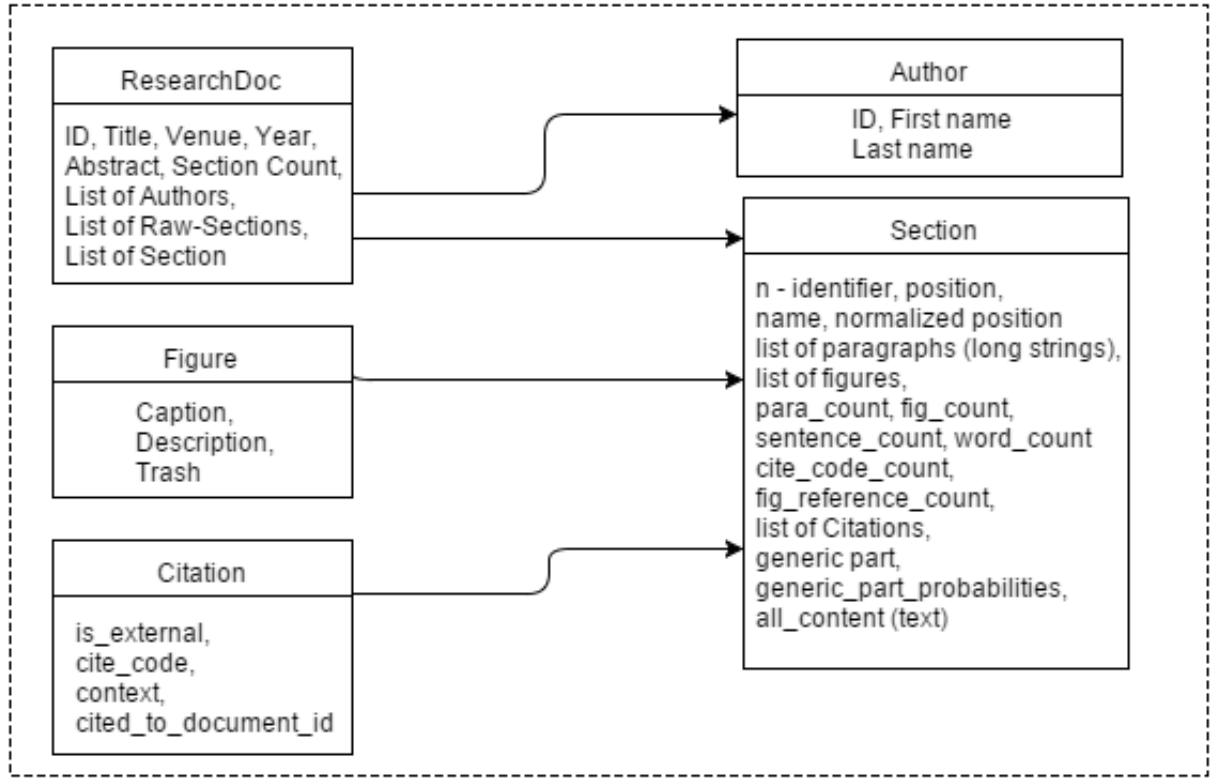 ResearchDoc
ID, Title, Venue, Year,
Abstract, Section Count,
List of Authors,
List of Raw-Sections,
List of Section
Author
ID, First name
Last name
Section
n - identifier, position,
name, normalized position
list of paragraphs (long strings),
list of figures,
para_count, fig_count,
sentence_count, word_count
cite_code_count,
fig_reference_count,
list of Citations,
generic part,
generic_part_probabilities,
all_content (text)
Figure
Caption,
Description,
Trash
Citation
is_external,
cite_code,
context,
cited_to_document_id